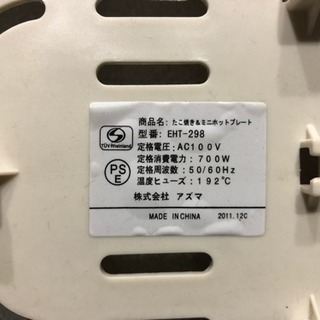 商品名: たこ焼き&ミニホットプレート
型番: EHT-298
定格電圧: AC100V
定格消費電力: 700W
定格周波数: 50/60Hz
温度ヒューズ: 192℃
株式会社 アズマ
MADE IN CHINA 2011.12C
TÜVRheinland
PS
E